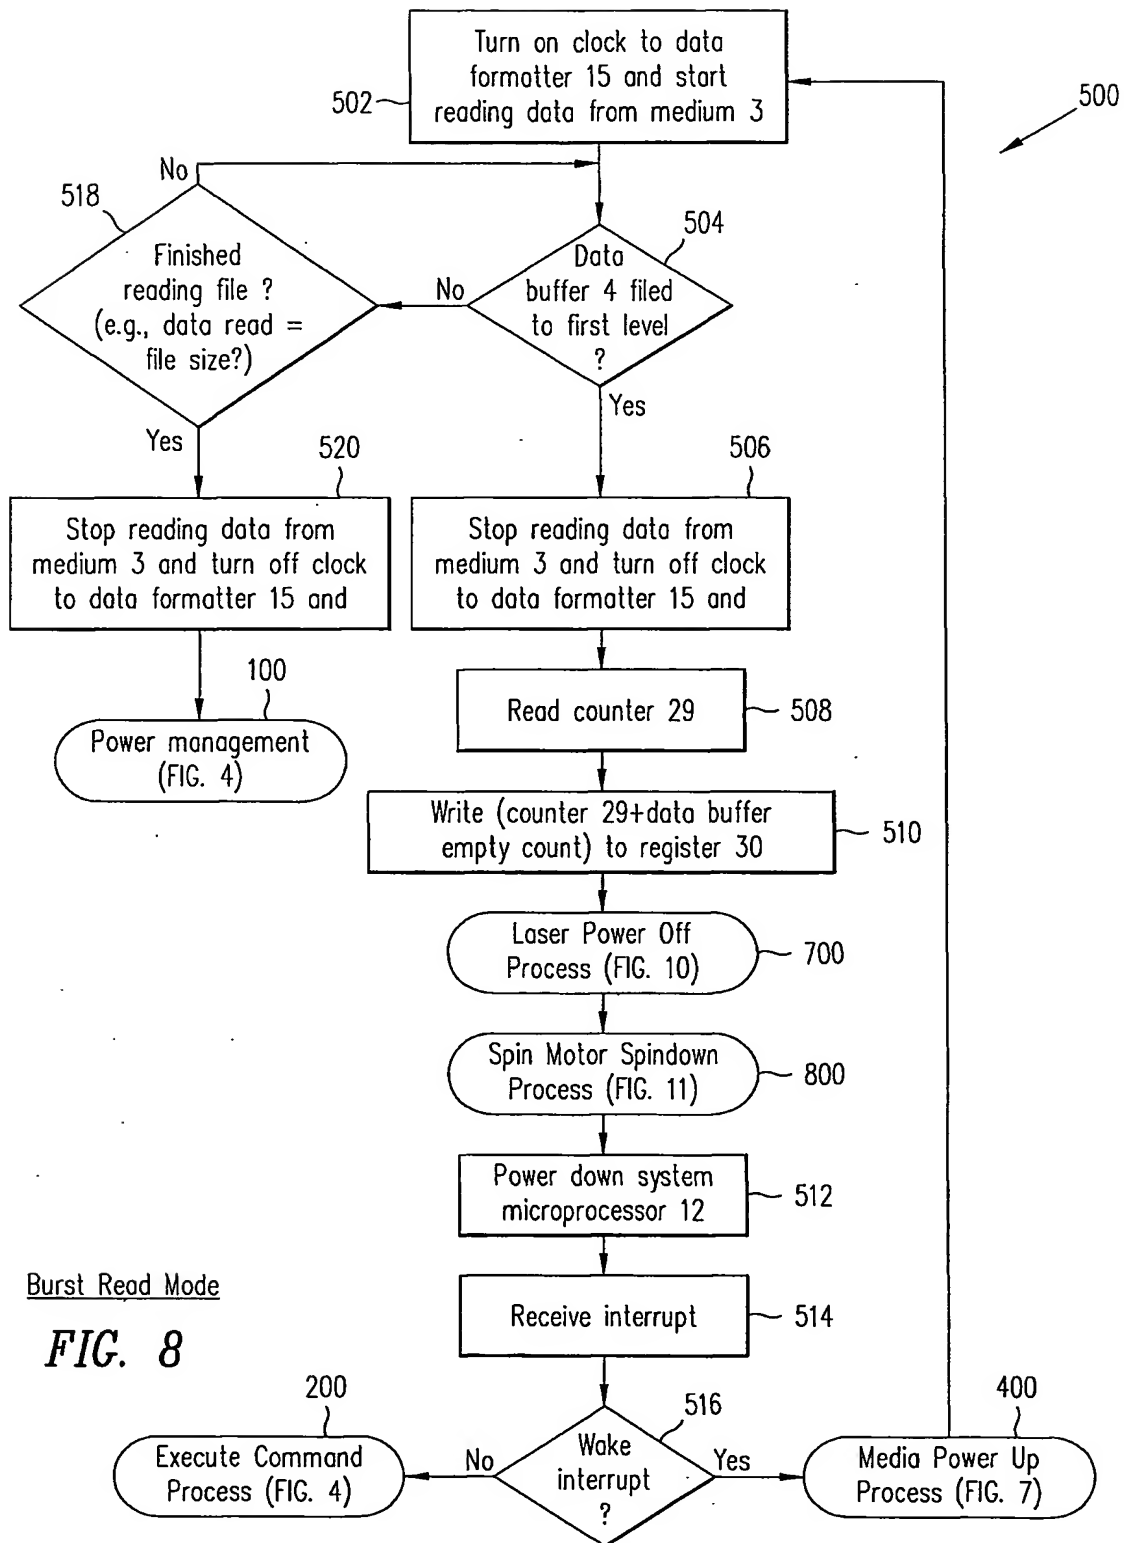 Turn on clock to data
formatter 15 and start
reading data from medium 3
502
500
No
518
Finished
reading file ?
(e.g., data read =
file size?)
No
504
Data
buffer 4 filed
to first level
?
Yes
Yes
520
506
Stop reading data from
medium 3 and turn off clock
to data formatter 15 and
Stop reading data from
medium 3 and turn off clock
to data formatter 15 and
100
Power management
(FIG. 4)
Read counter 29
508
Write (counter 29+data buffer
empty count) to register 30
510
Laser Power Off
Process (FIG. 10)
700
Spin Motor Spindown
Process (FIG. 11)
800
Power down system
microprocessor 12
512
Receive interrupt
514
Burst Read Mode
FIG. 8
200
Execute Command
Process (FIG. 4)
No
516
Wake
interrupt
?
Yes
400
Media Power Up
Process (FIG. 7)